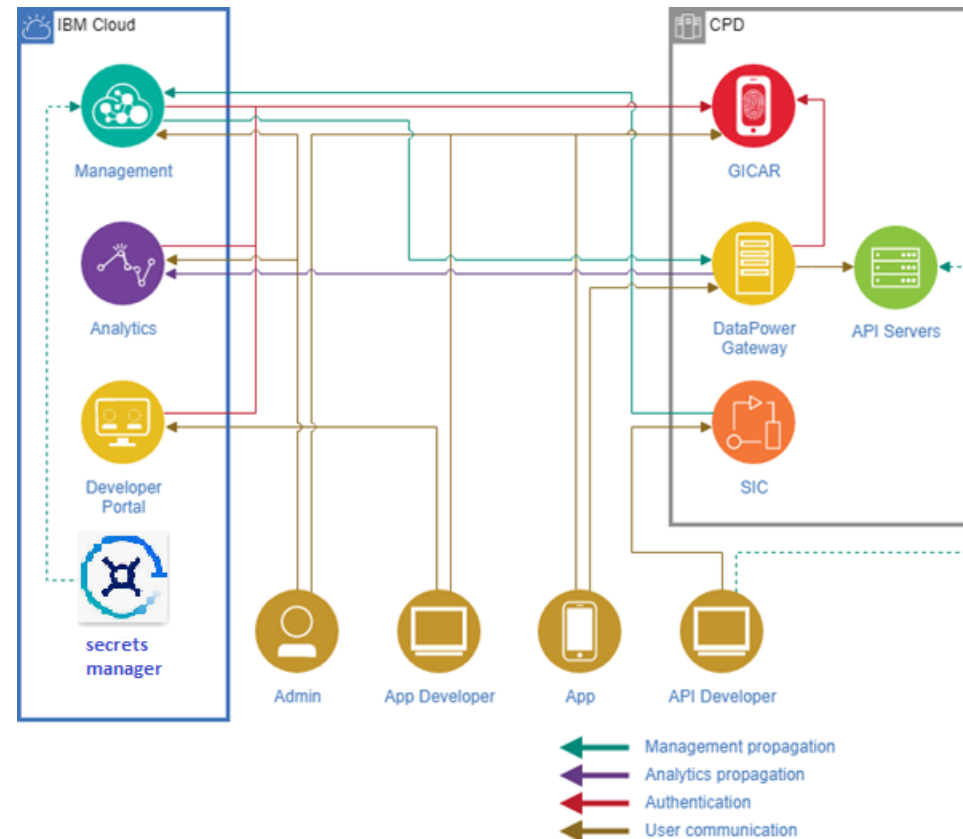 IBM Cloud
CPD
Management
GICAR
Analytics
DataPower
Gateway
API Servers
Developer
Portal
SIC
secrets
manager
Admin
App Developer
App
API Developer
Management propagation
Analytics propagation
Authentication
User communication